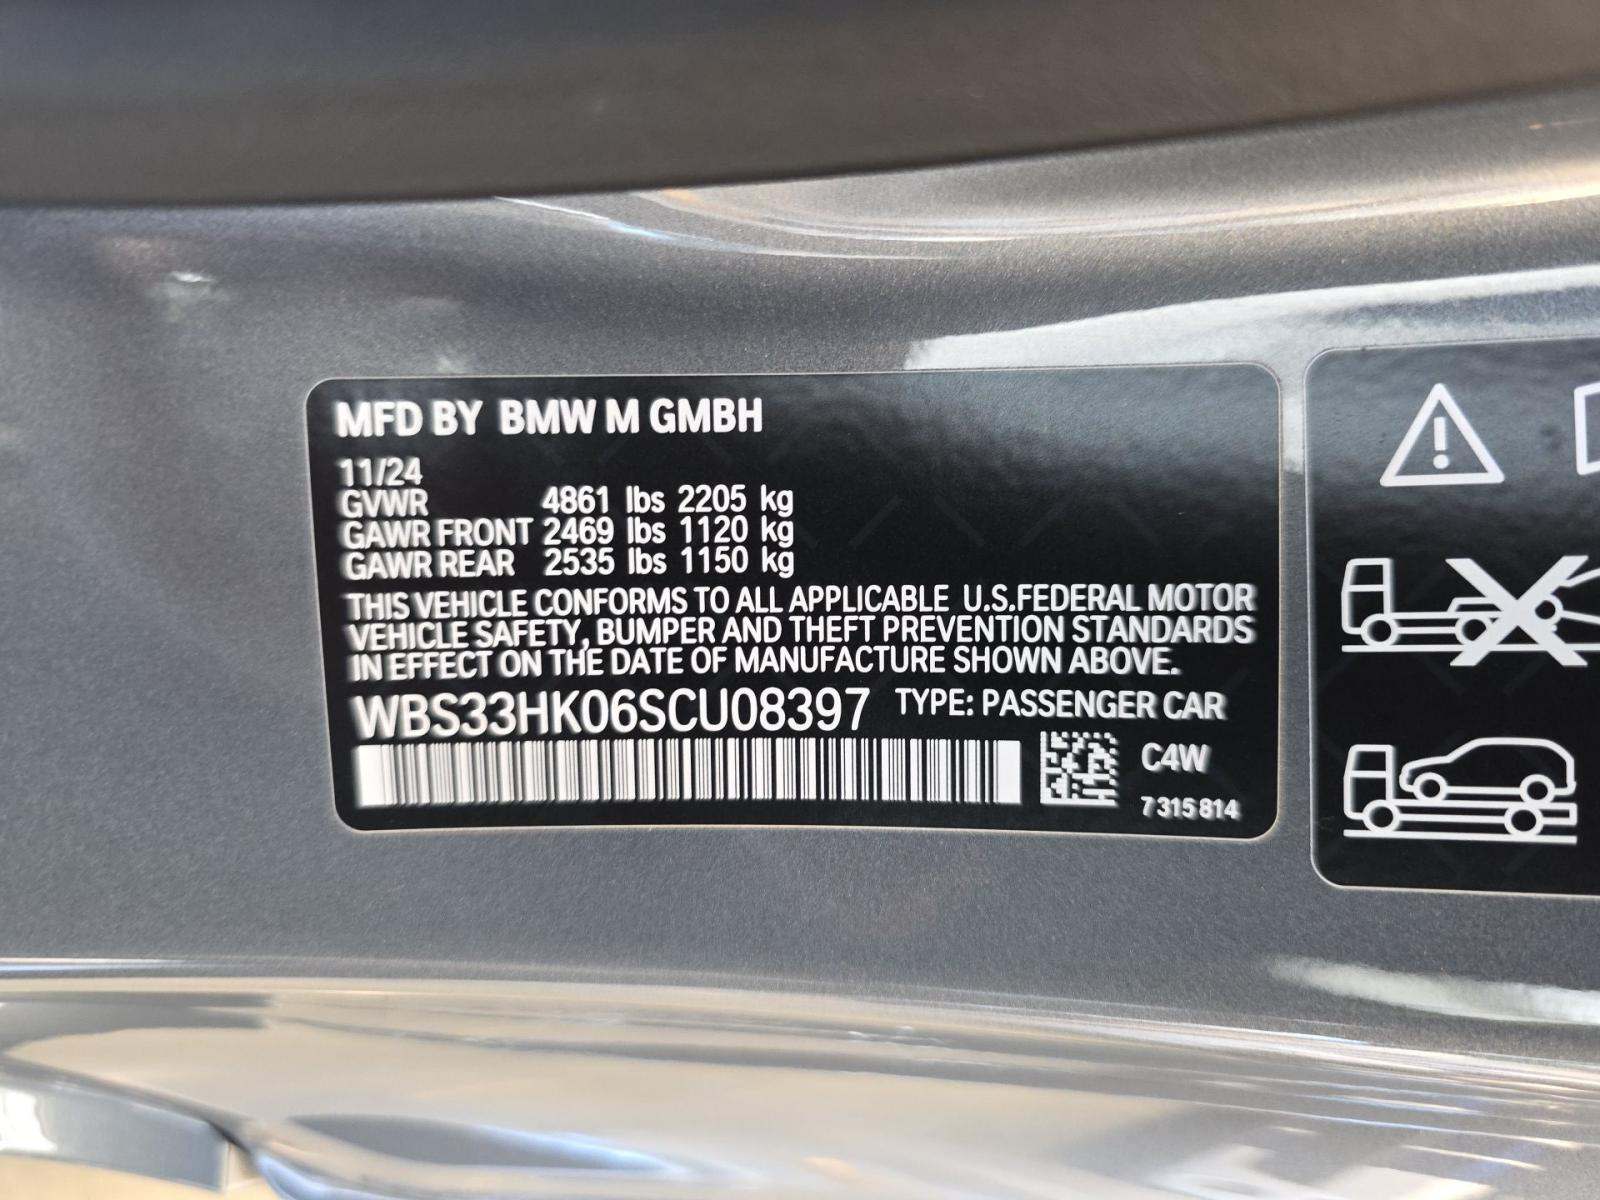 MFD BY BMW M GMBH
11/24
GVWR 4861 lbs 2205 kg
GAWR FRONT 2469 lbs 1120 kg
GAWR REAR 2535 lbs 1150 kg
THIS VEHICLE CONFORMS TO ALL APPLICABLE U.S.FEDERAL MOTOR
VEHICLE SAFETY, BUMPER AND THEFT PREVENTION STANDARDS
IN EFFECT ON THE DATE OF MANUFACTURE SHOWN ABOVE.
WBS33HK06SCU08397 TYPE: PASSENGER CAR
C4W
7 315 814